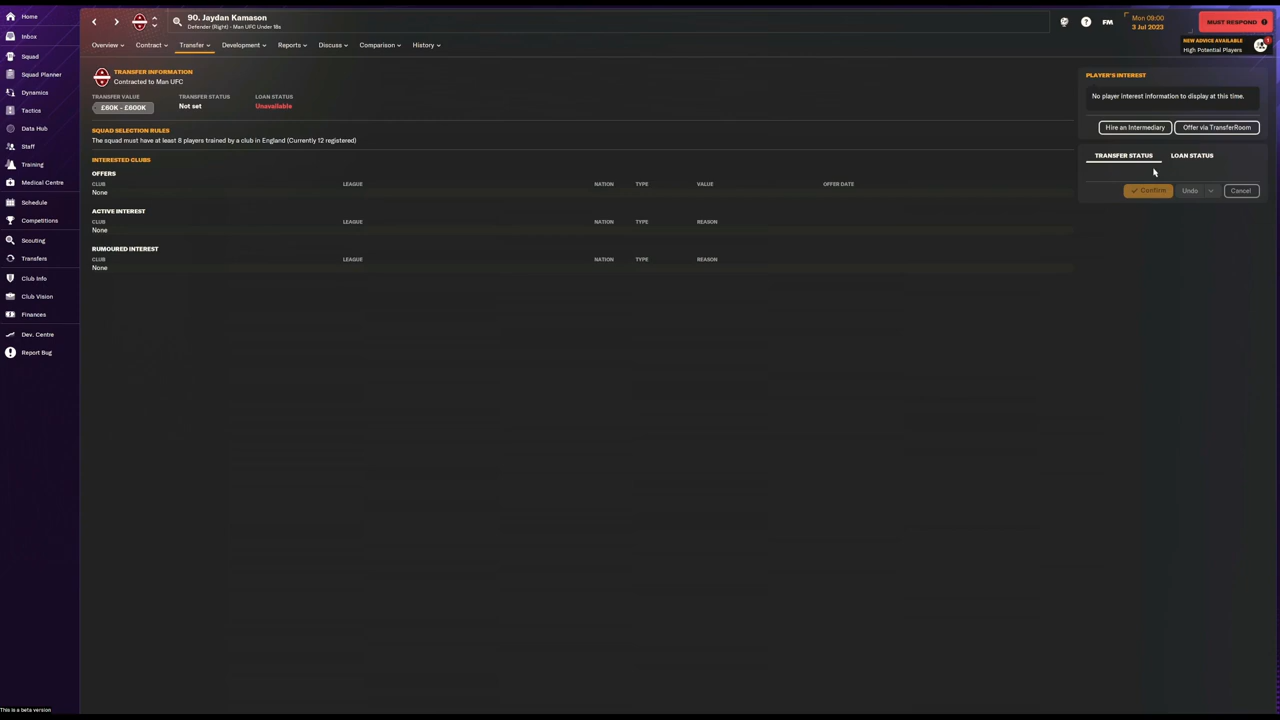 Home
Inbox
Squad
Squad Planner
Dynamics
Tactics
Data Hub
Staff
Training
Medical Centre
Schedule
Competitions
Scouting
Transfers
Club Info
Club Vision
Finances
Dev. Centre
Report Bug
This is a beta version
90. Jaydan Kamason
Defender (Right) - Man UFC Under 18s
FM
Mon 09:00
3 Jul 2023
MUST RESPOND
NEW ADVICE AVAILABLE
High Potential Players
1
Overview Contract Transfer Development Reports Discuss Comparison History
TRANSFER INFORMATION
Contracted to Man UFC
TRANSFER VALUE TRANSFER STATUS LOAN STATUS
£60K - £600K Not set Unavailable
SQUAD SELECTION RULES
The squad must have at least 8 players trained by a club in England (Currently 12 registered)
INTERESTED CLUBS
OFFERS
CLUB LEAGUE NATION TYPE VALUE OFFER DATE
None
ACTIVE INTEREST
CLUB LEAGUE NATION TYPE REASON
None
RUMOURED INTEREST
CLUB LEAGUE NATION TYPE REASON
None
PLAYER'S INTEREST
No player interest information to display at this time.
Hire an Intermediary Offer via TransferRoom
TRANSFER STATUS LOAN STATUS
Confirm Undo Cancel